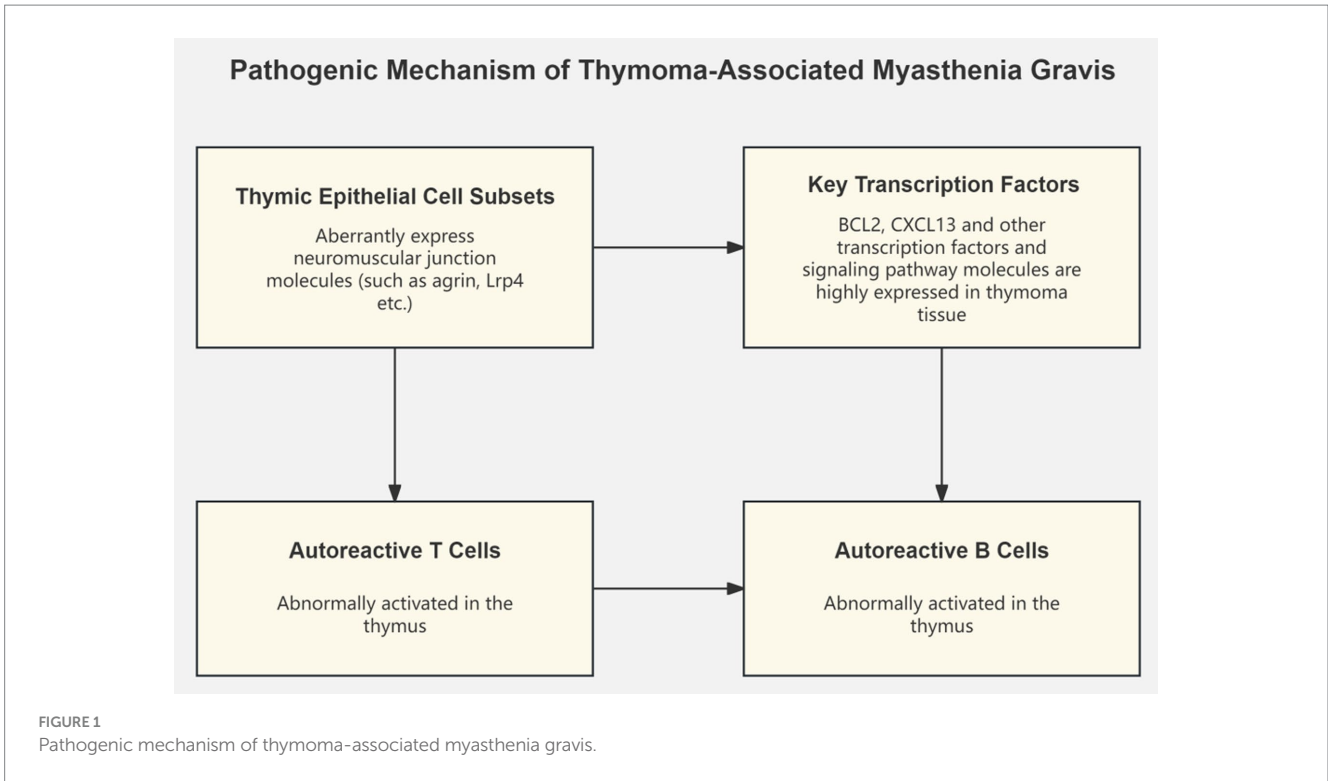 Pathogenic Mechanism of Thymoma-Associated Myasthenia Gravis
Thymic Epithelial Cell Subsets
Aberrantly express
neuromuscular junction
molecules (such as agrin, Lrp4
etc.)
Key Transcription Factors
BCL2, CXCL13 and other
transcription factors and
signaling pathway molecules are
highly expressed in thymoma
tissue
Autoreactive T Cells
Abnormally activated in the
thymus
Autoreactive B Cells
Abnormally activated in the
thymus
FIGURE 1
Pathogenic mechanism of thymoma-associated myasthenia gravis.